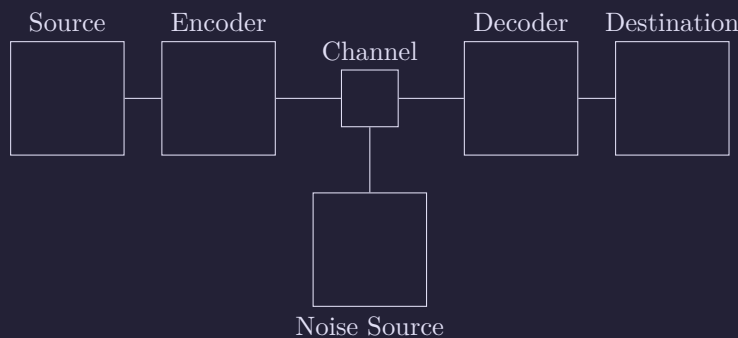 Source
Encoder
Channel
Decoder
Destination
Noise Source